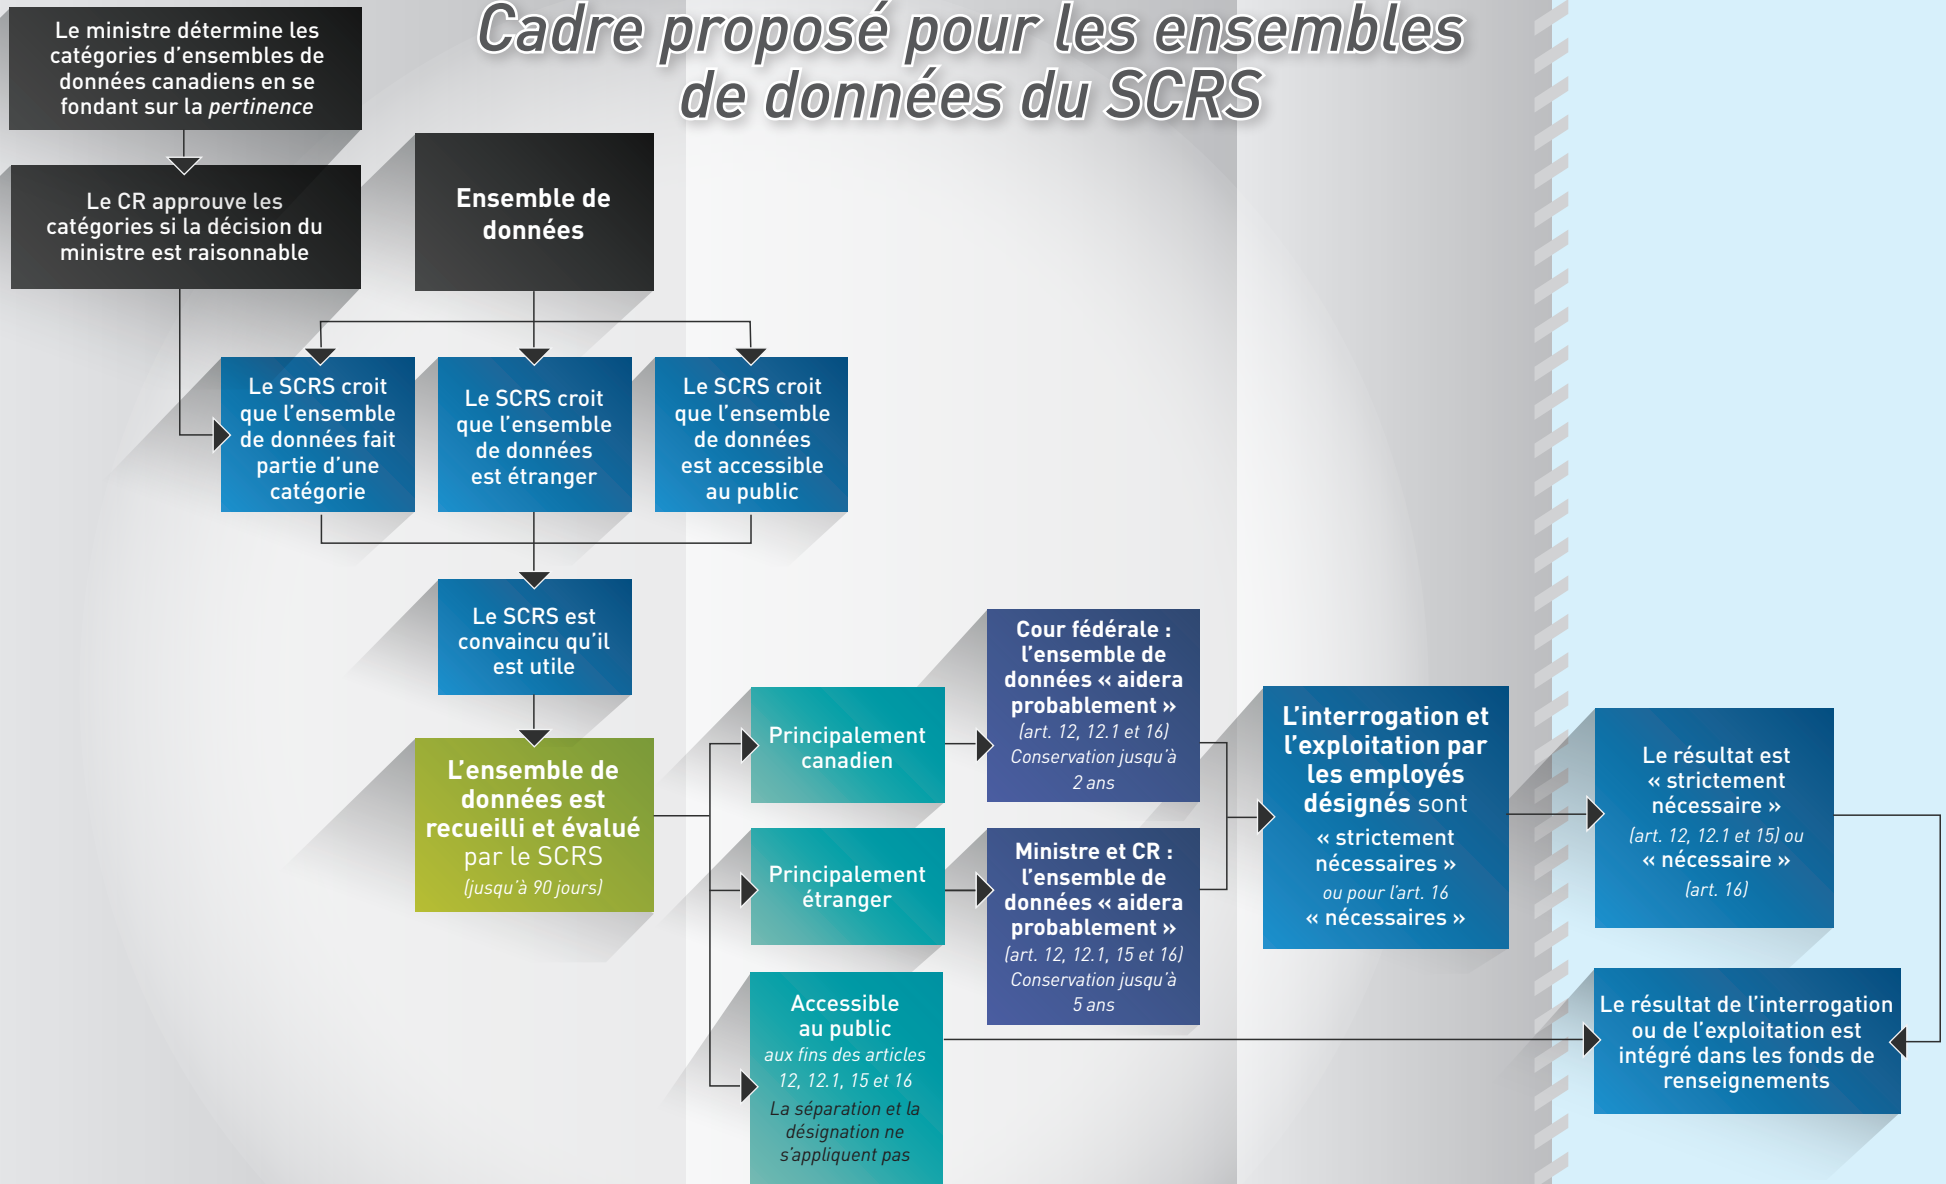 Cadre proposé pour les ensembles
de données du SCRS
Le ministre détermine les
catégories d'ensembles de
données canadiens en se
fondant sur la pertinence
Le CR approuve les
catégories si la décision du
ministre est raisonnable
Ensemble de
données
Le SCRS croit
que l'ensemble
de données fait
partie d'une
catégorie
Le SCRS croit
que l'ensemble
de données
est étranger
Le SCRS croit
que l'ensemble
de données
est accessible
au public
Le SCRS est
convaincu qu'il
est utile
L'ensemble de
données est
recueilli et évalué
par le SCRS
(jusqu'à 90 jours)
Principalement
canadien
Principalement
étranger
Accessible
au public
aux fins des articles
12, 12.1, 15 et 16
La séparation et la
désignation ne
s'appliquent pas
Cour fédérale :
l'ensemble de
données « aidera
probablement »
(art. 12, 12.1 et 16)
Conservation jusqu'à
2 ans
Ministre et CR :
l'ensemble de
données « aidera
probablement »
(art. 12, 12.1, 15 et 16)
Conservation jusqu'à
5 ans
L'interrogation et
l'exploitation par
les employés
désignés sont
« strictement
nécessaires »
ou pour l'art. 16
« nécessaires »
Le résultat est
« strictement
nécessaire »
(art. 12, 12.1 et 15) ou
« nécessaire »
(art. 16)
Le résultat de l'interrogation
ou de l'exploitation est
intégré dans les fonds de
renseignements